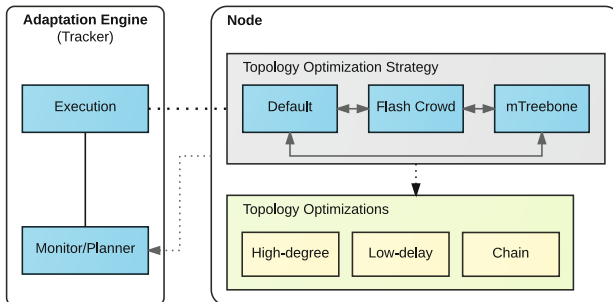 Adaptation Engine
(Tracker)
Execution
Monitor/Planner
Node
Topology Optimization Strategy
Default
Flash Crowd
mTreebone
Topology Optimizations
High-degree
Low-delay
Chain